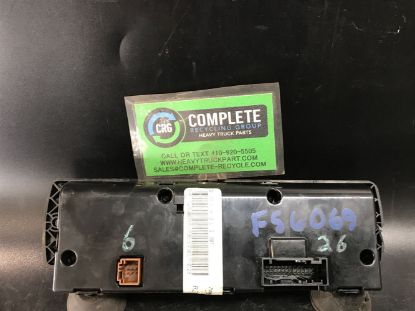 CRG
COMPLETE
RECYCLING GROUP
HEAVY TRUCK PARTS
CALL OR TEXT 419-920-5505
WWW.HEAVYTRUCKPART.COM
SALES@COMPLETE-RECYCLE.COM
FS6069
6
26